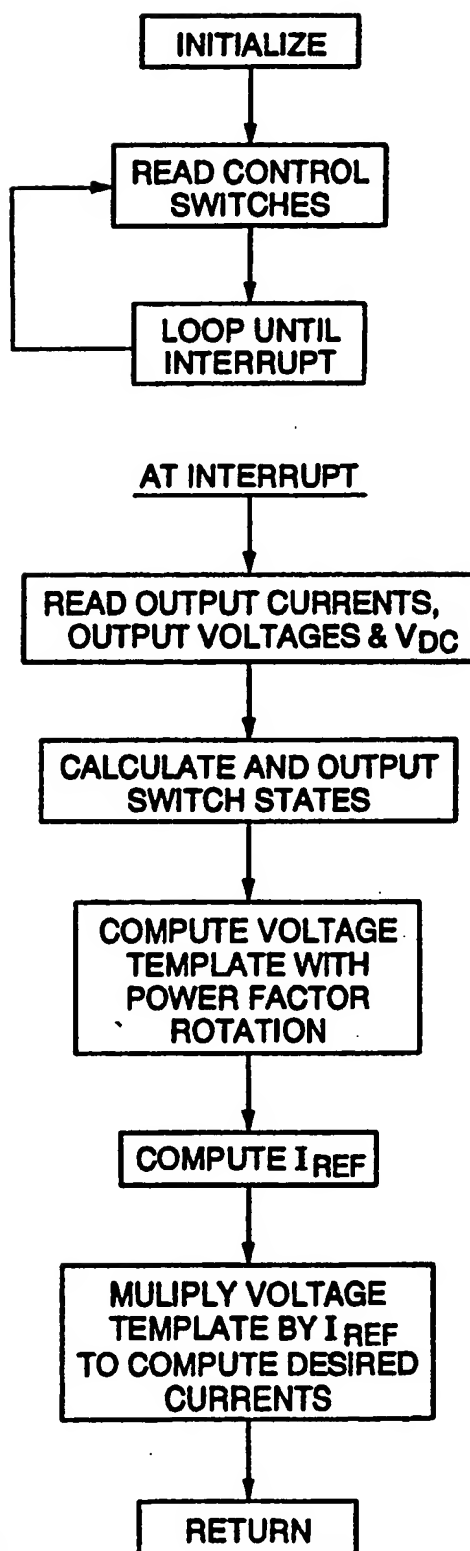 INITIALIZE
READ CONTROL
SWITCHES
LOOP UNTIL
INTERRUPT
AT INTERRUPT
READ OUTPUT CURRENTS,
OUTPUT VOLTAGES & VDC
CALCULATE AND OUTPUT
SWITCH STATES
COMPUTE VOLTAGE
TEMPLATE WITH
POWER FACTOR
ROTATION
COMPUTE IREF
MULIPLY VOLTAGE
TEMPLATE BY IREF
TO COMPUTE DESIRED
CURRENTS
RETURN